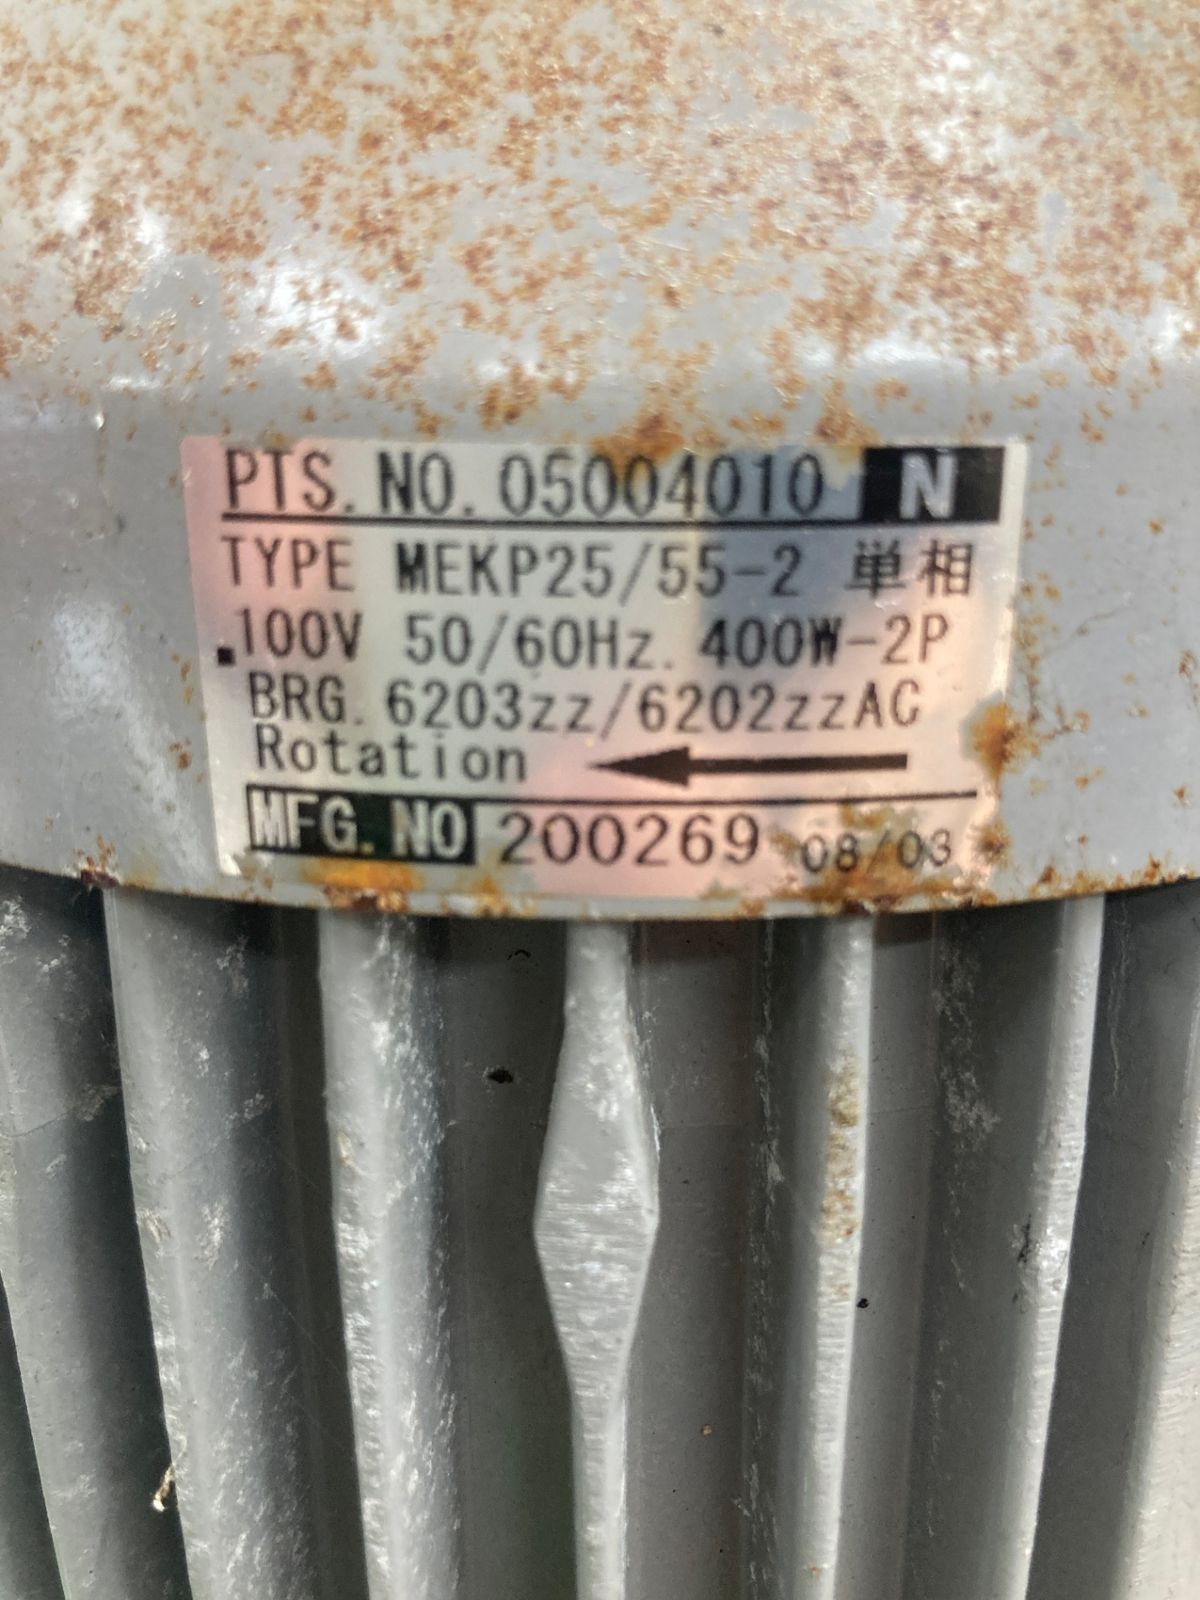 PTS. NO. 05004010 N
TYPE MEKP25/55-2 単相
100V 50/60Hz. 400W-2P
BRG. 6203zz/6202zzAC
Rotation
MFG. NO 200269 08/03